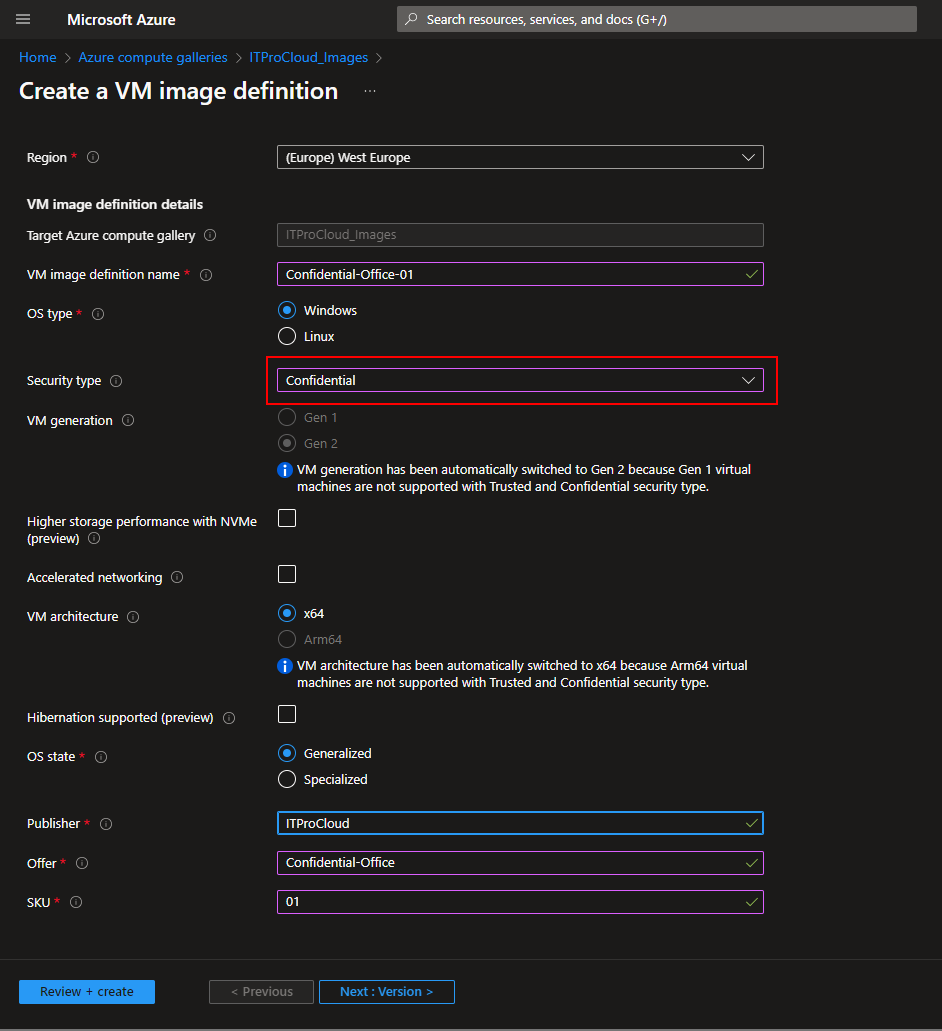 Microsoft Azure
Search resources, services, and docs (G+/)
Home > Azure compute galleries > ITProCloud_Images >
Create a VM image definition ...
Region * (Europe) West Europe
VM image definition details
Target Azure compute gallery ITProCloud_Images
VM image definition name * Confidential-Office-01
OS type * Windows
Linux
Security type Confidential
VM generation Gen 1
Gen 2
VM generation has been automatically switched to Gen 2 because Gen 1 virtual
machines are not supported with Trusted and Confidential security type.
Higher storage performance with NVMe
(preview)
Accelerated networking
VM architecture x64
Arm64
VM architecture has been automatically switched to x64 because Arm64 virtual
machines are not supported with Trusted and Confidential security type.
Hibernation supported (preview)
OS state * Generalized
Specialized
Publisher * ITProCloud
Offer * Confidential-Office
SKU * 01
Review + create
< Previous
Next : Version >